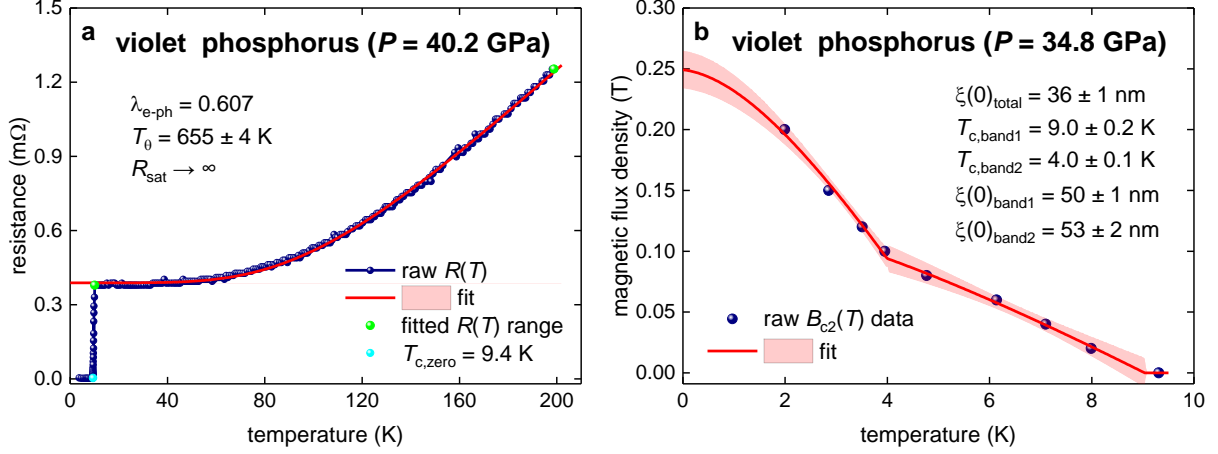 a violet phosphorus (P = 40.2 GPa)
λe-ph = 0.607
Tθ = 655 ± 4 K
Rsat → ∞
raw R(T)
fit
fitted R(T) range
Tc,zero = 9.4 K
resistance (mΩ)
1.5
1.2
0.9
0.6
0.3
0.0
0 40 80 120 160 200
temperature (K)
b violet phosphorus (P = 34.8 GPa)
ξ(0)total = 36 ± 1 nm
Tc,band1 = 9.0 ± 0.2 K
Tc,band2 = 4.0 ± 0.1 K
ξ(0)band1 = 50 ± 1 nm
ξ(0)band2 = 53 ± 2 nm
raw Bc2(T) data
fit
magnetic flux density (T)
0.30
0.25
0.20
0.15
0.10
0.05
0.00
0 2 4 6 8 10
temperature (K)